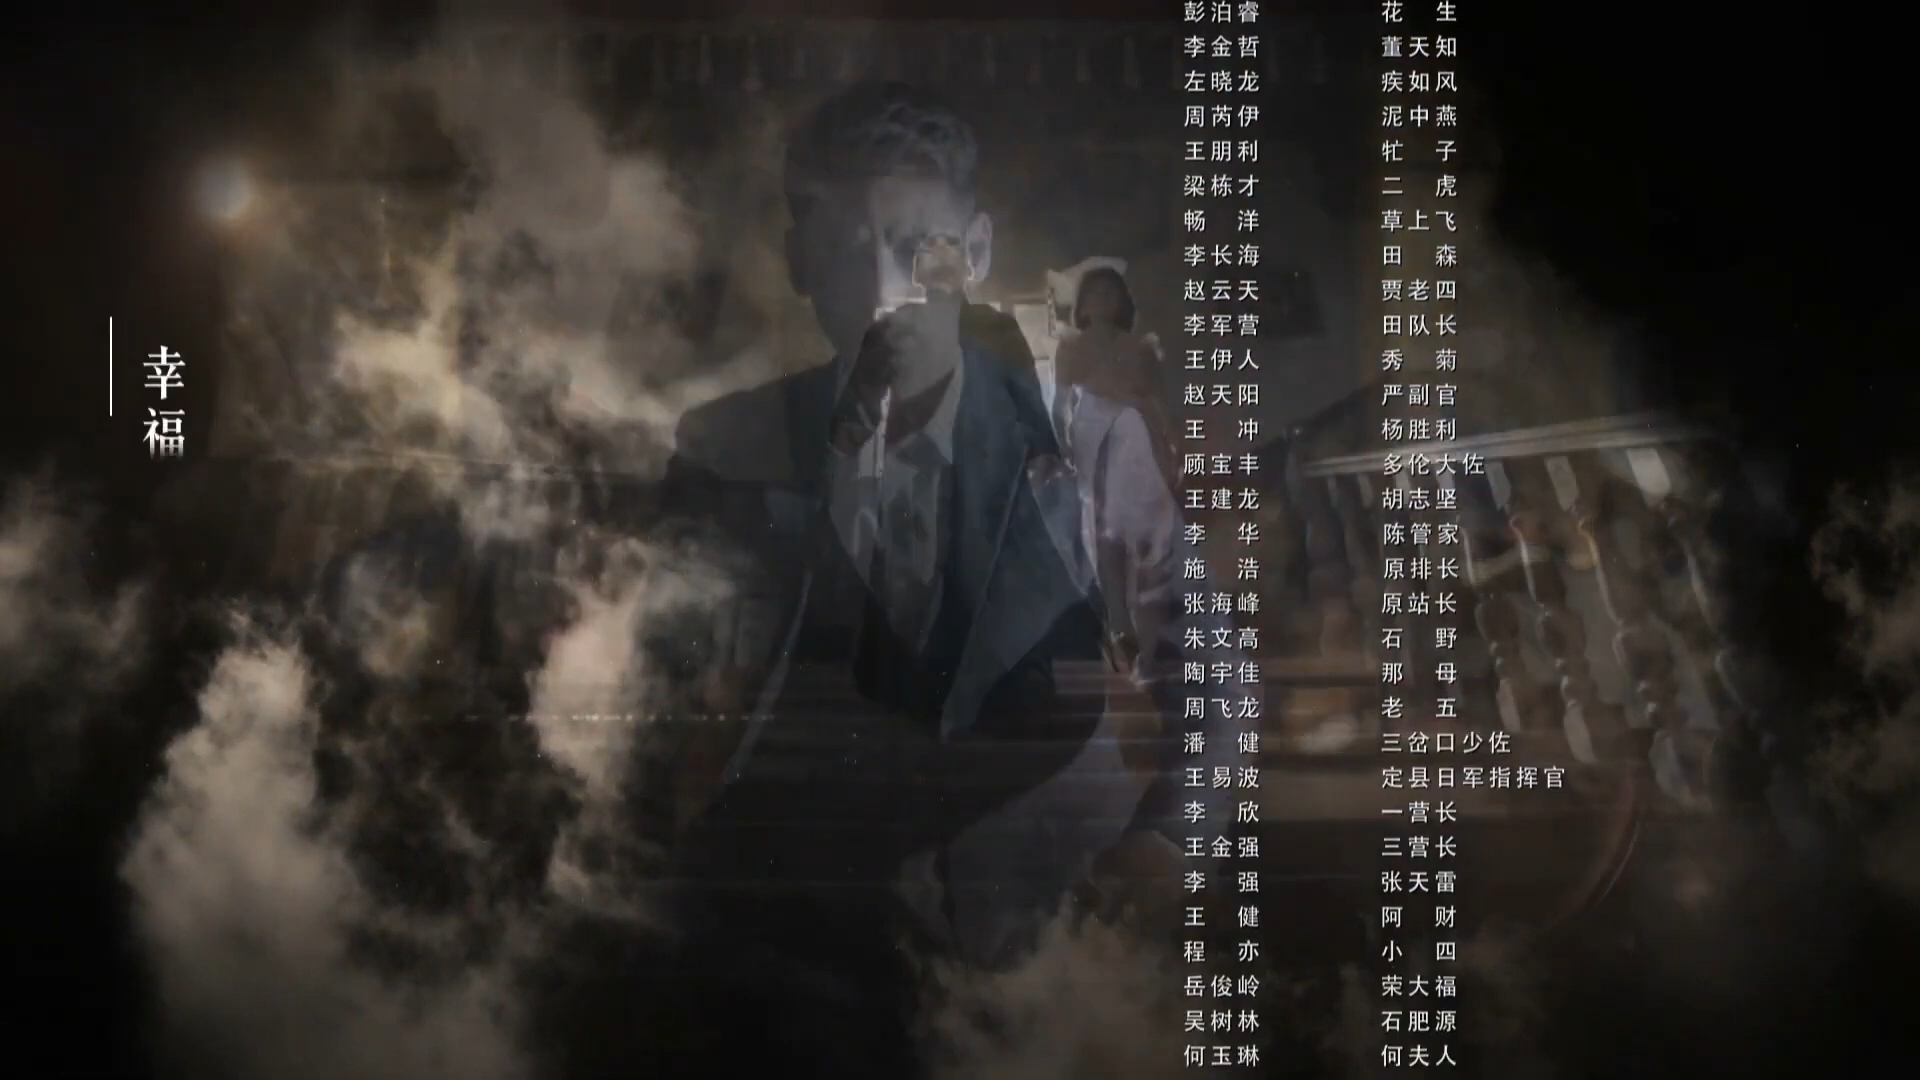 幸福
彭泊睿 花生
李金哲 董天知
左晓龙 疾如风
周芮伊 泥中燕
王朋利 牤子
梁栋才 二虎
畅洋 草上飞
李长海 田森
赵云天 贾老四
李军营 田队长
王伊人 秀菊
赵天阳 严副官
王冲 杨胜利
顾宝丰 多伦大佐
王建龙 胡志坚
李华 陈管家
施浩 原排长
张海峰 原站长
朱文高 石野
陶宇佳 那母
周飞龙 老五
潘健 三岔口少佐
王易波 定县日军指挥官
李欣 一营长
王金强 三营长
李强 张天雷
王健 阿财
程亦 小四
岳俊岭 荣大福
吴树林 石肥源
何玉琳 何夫人